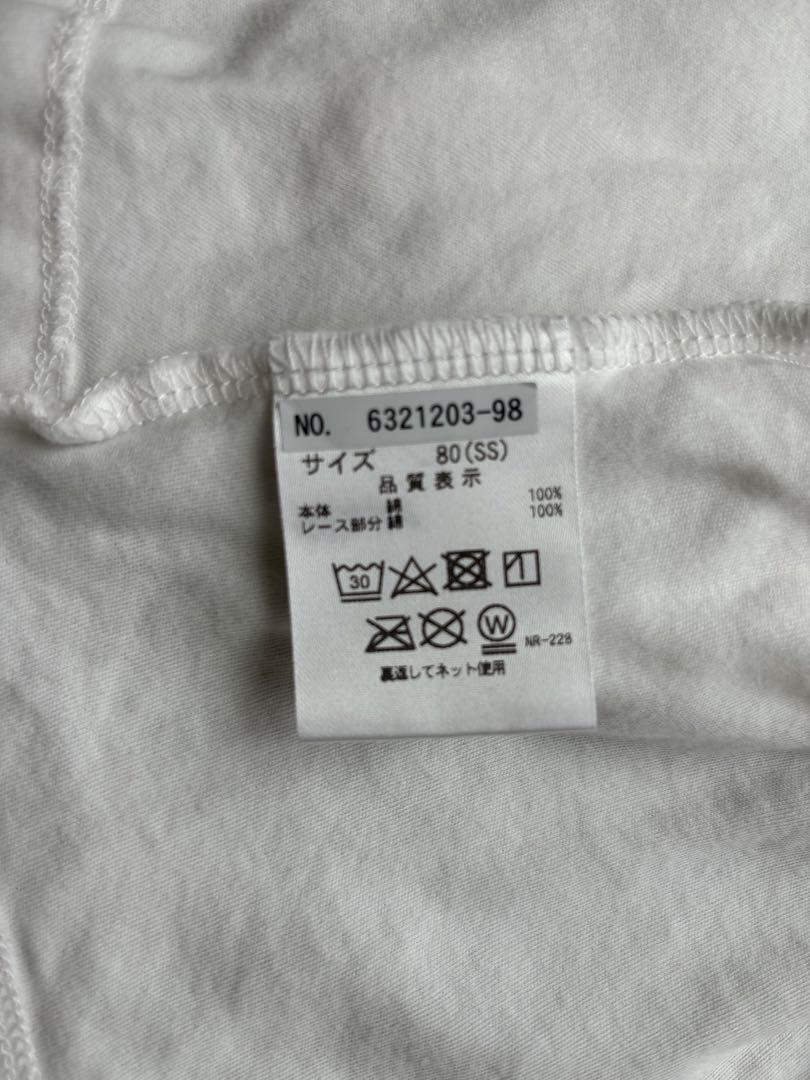 NO. 6321203-98
サイズ 80(SS)
品質表示
本体 綿 100%
レース部分 綿 100%
30
W NR-228
裏返してネット使用